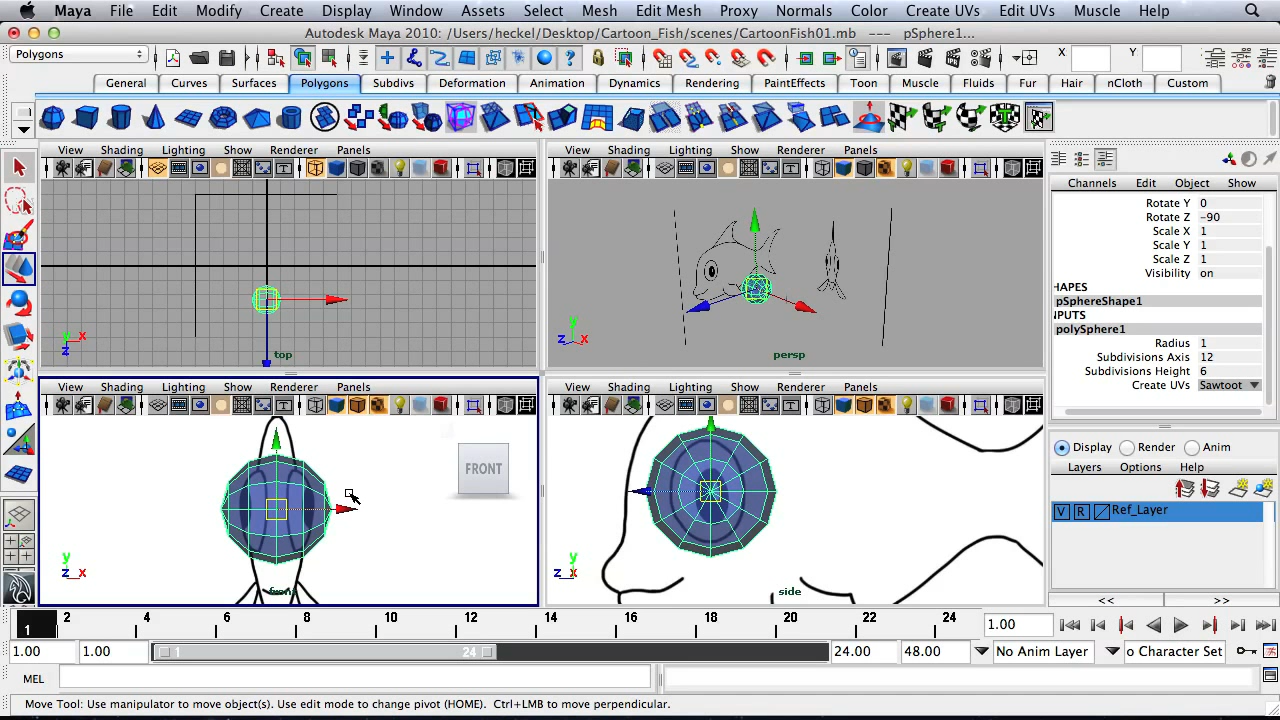 Maya File Edit Modify Create Display Window Assets Select Mesh Edit Mesh Proxy Normals Color Create UVs Edit UVs Muscle Help
Autodesk Maya 2010: /Users/heckel/Desktop/Cartoon_Fish/scenes/CartoonFish01.mb --- pSphere1...
Polygons X Y
General Curves Surfaces Polygons Subdivs Deformation Animation Dynamics Rendering PaintEffects Toon Muscle Fluids Fur Hair nCloth Custom
View Shading Lighting Show Renderer Panels
top
y x
z
View Shading Lighting Show Renderer Panels
persp
y
z x
View Shading Lighting Show Renderer Panels
FRONT
front
y
z x
View Shading Lighting Show Renderer Panels
side
y
z x
Channels Edit Object Show
Rotate Y 0
Rotate Z -90
Scale X 1
Scale Y 1
Scale Z 1
Visibility on
HAPES
pSphereShape1
NPUTS
polySphere1
Radius 1
Subdivisions Axis 12
Subdivisions Height 6
Create UVs Sawtoot
Display Render Anim
Layers Options Help
V R Ref_Layer
<< >>
1 2 4 6 8 10 12 14 16 18 20 22 24 1.00
1.00 1.00 1 24 24.00 48.00 No Anim Layer o Character Set
MEL
Move Tool: Use manipulator to move object(s). Use edit mode to change pivot (HOME). Ctrl+LMB to move perpendicular.